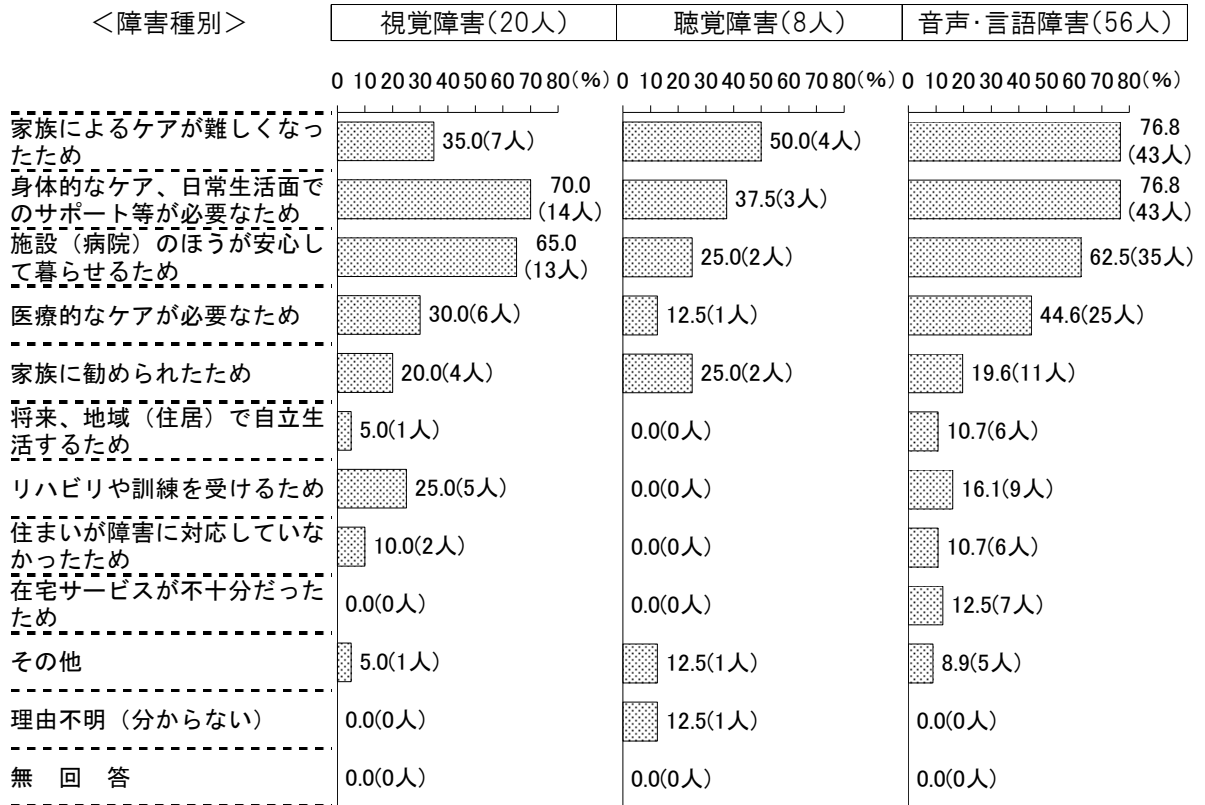 ＜障害種別＞ 視覚障害(20人) 聴覚障害(8人) 音声・言語障害(56人)
0 10 20 30 40 50 60 70 80(%) 0 10 20 30 40 50 60 70 80(%) 0 10 20 30 40 50 60 70 80(%)
家族によるケアが難しくなっ
たため
35.0(7人) 50.0(4人) 76.8
(43人)
身体的なケア、日常生活面で
のサポート等が必要なため
70.0
(14人) 37.5(3人) 76.8
(43人)
施設（病院）のほうが安心し
て暮らせるため
65.0
(13人) 25.0(2人) 62.5(35人)
医療的なケアが必要なため 30.0(6人) 12.5(1人) 44.6(25人)
家族に勧められたため 20.0(4人) 25.0(2人) 19.6(11人)
将来、地域（住居）で自立生
活するため
5.0(1人) 0.0(0人) 10.7(6人)
リハビリや訓練を受けるため 25.0(5人) 0.0(0人) 16.1(9人)
住まいが障害に対応していな
かったため
10.0(2人) 0.0(0人) 10.7(6人)
在宅サービスが不十分だった
ため
0.0(0人) 0.0(0人) 12.5(7人)
その他 5.0(1人) 12.5(1人) 8.9(5人)
理由不明（分からない） 0.0(0人) 12.5(1人) 0.0(0人)
無　回　答 0.0(0人) 0.0(0人) 0.0(0人)